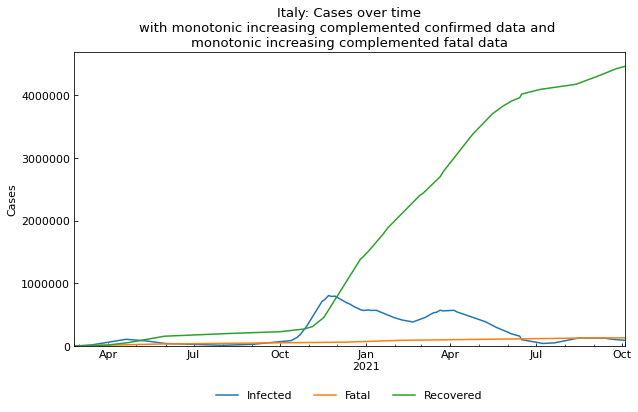 Italy: Cases over time
with monotonic increasing complemented confirmed data and
monotonic increasing complemented fatal data
4000000
3000000
2000000
1000000
0
Cases
Apr Jul Oct Jan Apr Jul Oct
2021
Infected Fatal Recovered